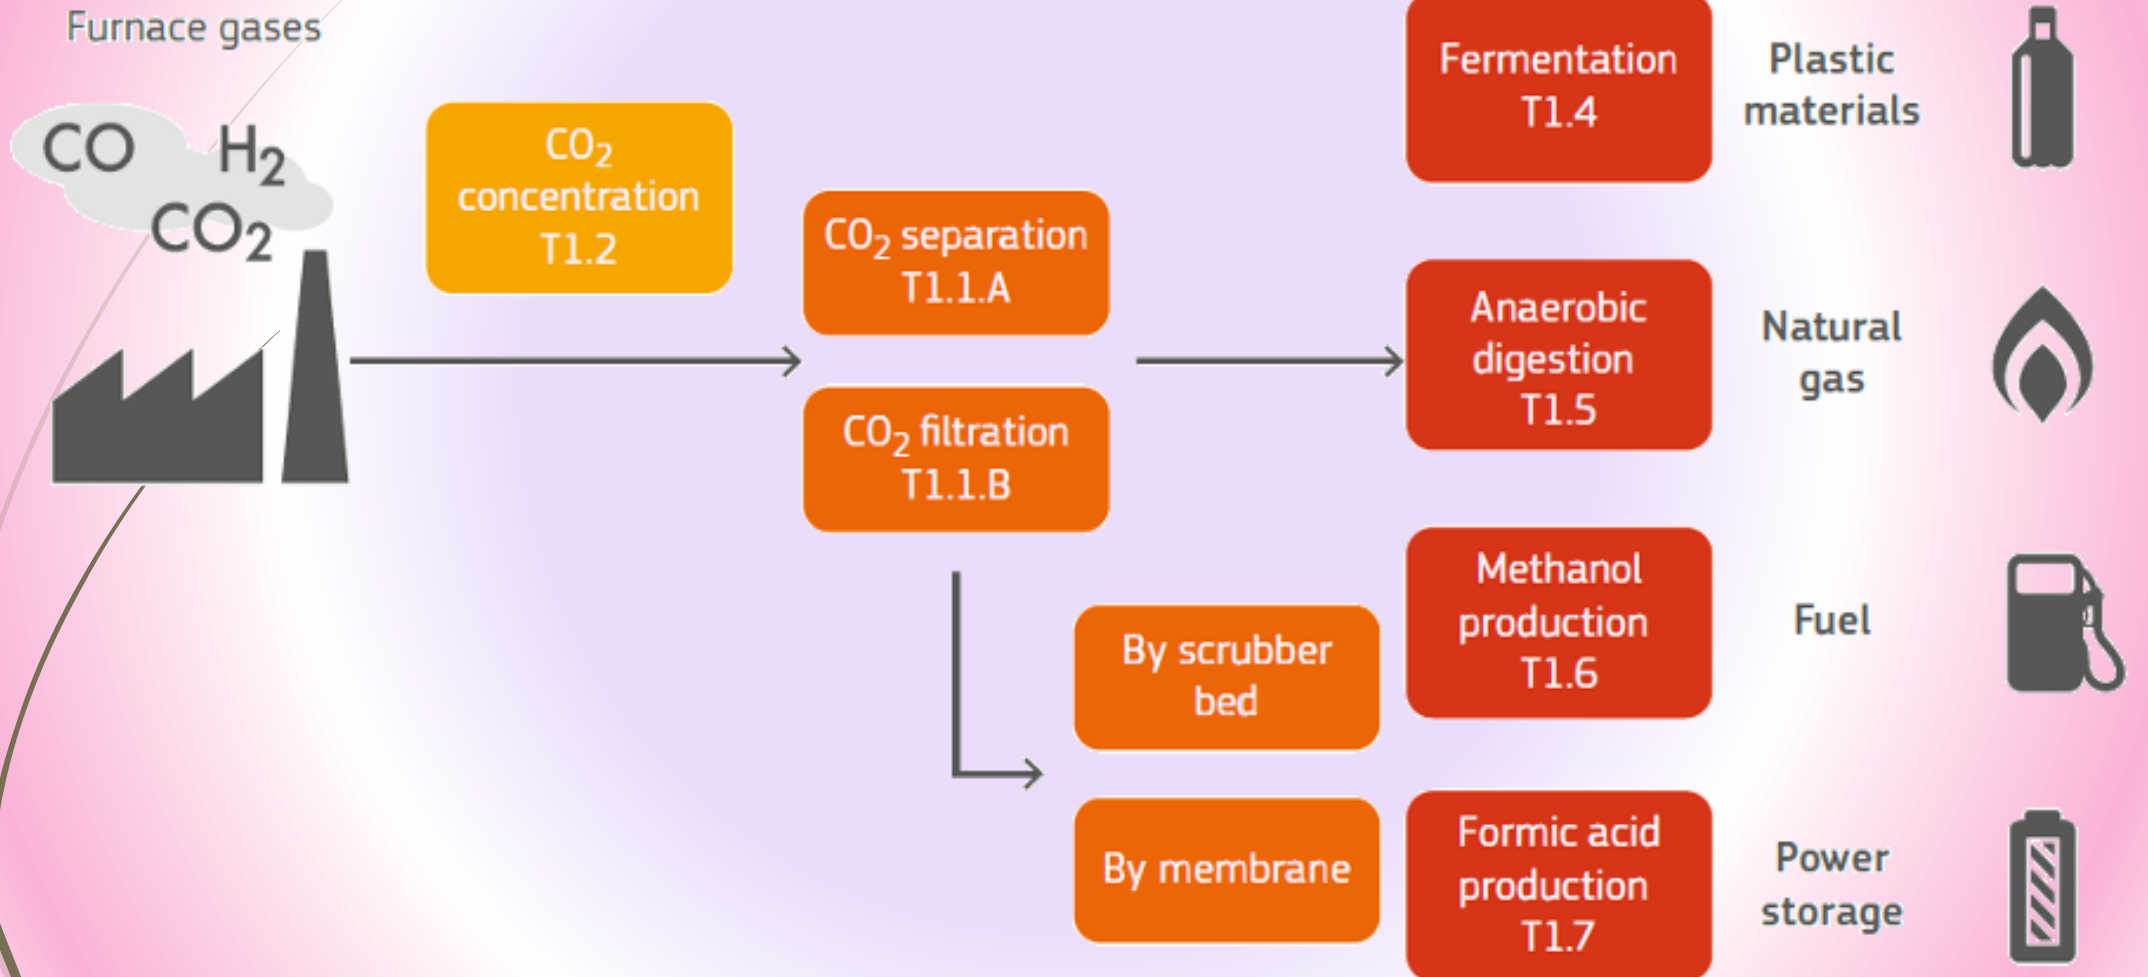 Furnace gases
CO H₂
CO₂
CO₂
concentration
T1.2
CO₂ separation
T1.1.A
CO₂ filtration
T1.1.B
By scrubber
bed
By membrane
Fermentation
T1.4
Plastic
materials
Anaerobic
digestion
T1.5
Natural
gas
Methanol
production
T1.6
Fuel
Formic acid
production
T1.7
Power
storage